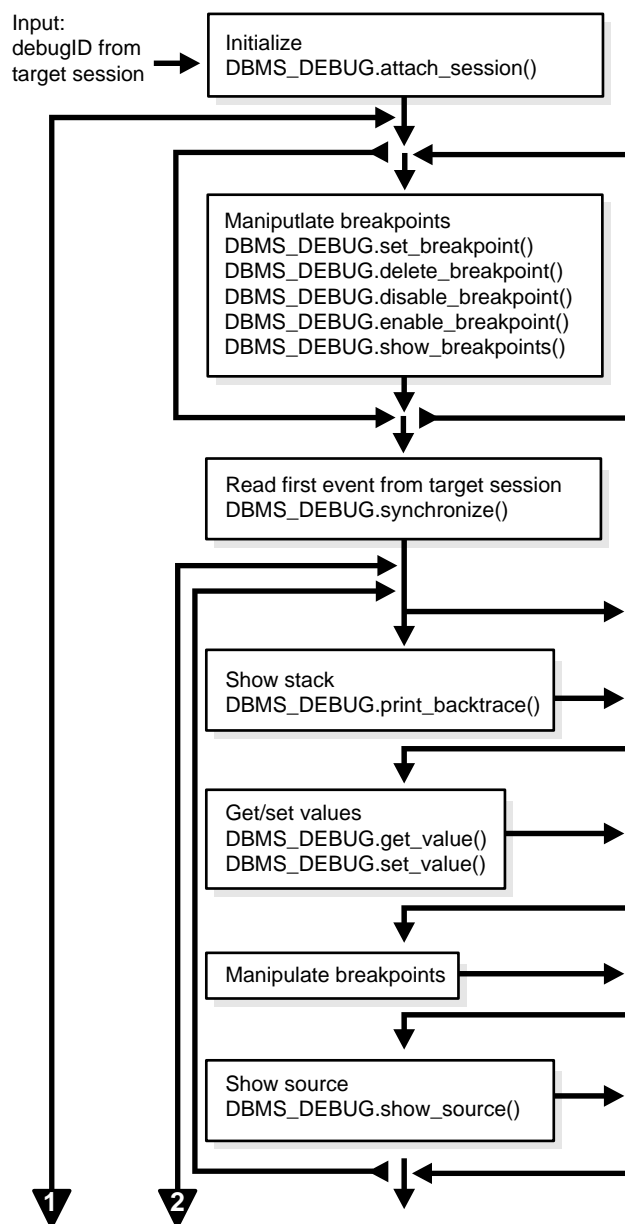 Input:
debugID from
target session
Initialize
DBMS_DEBUG.attach_session()
Maniputlate breakpoints
DBMS_DEBUG.set_breakpoint()
DBMS_DEBUG.delete_breakpoint()
DBMS_DEBUG.disable_breakpoint()
DBMS_DEBUG.enable_breakpoint()
DBMS_DEBUG.show_breakpoints()
Read first event from target session
DBMS_DEBUG.synchronize()
Show stack
DBMS_DEBUG.print_backtrace()
Get/set values
DBMS_DEBUG.get_value()
DBMS_DEBUG.set_value()
Manipulate breakpoints
Show source
DBMS_DEBUG.show_source()
1
2